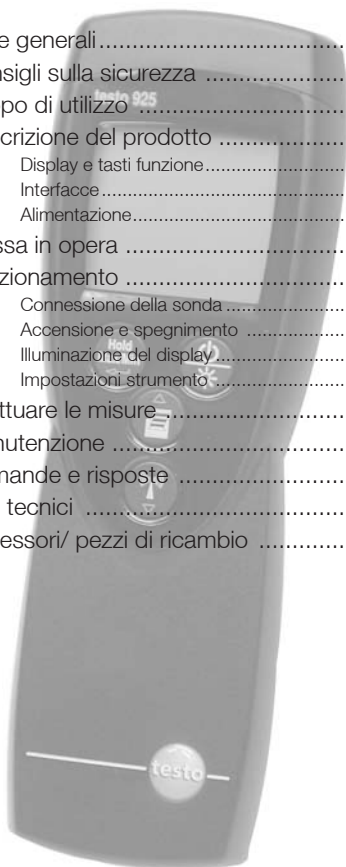 e generali..........................................
nsigli sulla sicurezza ......................
testo 925
po di utilizzo ..................................
crizione del prodotto ....................
Display e tasti funzione........................
Interfacce..........................................
Alimentazione.....................................
ssa in opera ..................................
zionamento ..................................
Connessione della sonda ..................
Accensione e spegnimento ................
Hold
Illuminazione del display.....................
Impostazioni strumento ......................
ttuare le misure ............................
nutenzione ....................................
mande e risposte ..........................
i tecnici ........................................
essori/ pezzi di ricambio .............
testo